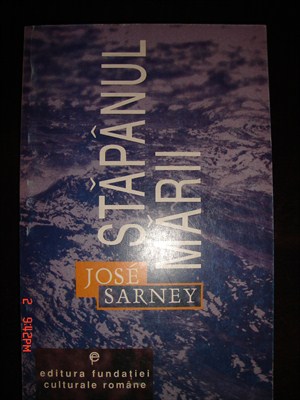 STĂPÂNUL
MĂRII
JOSÉ
SARNEY
editura fundației
culturale române
2 9:42PM